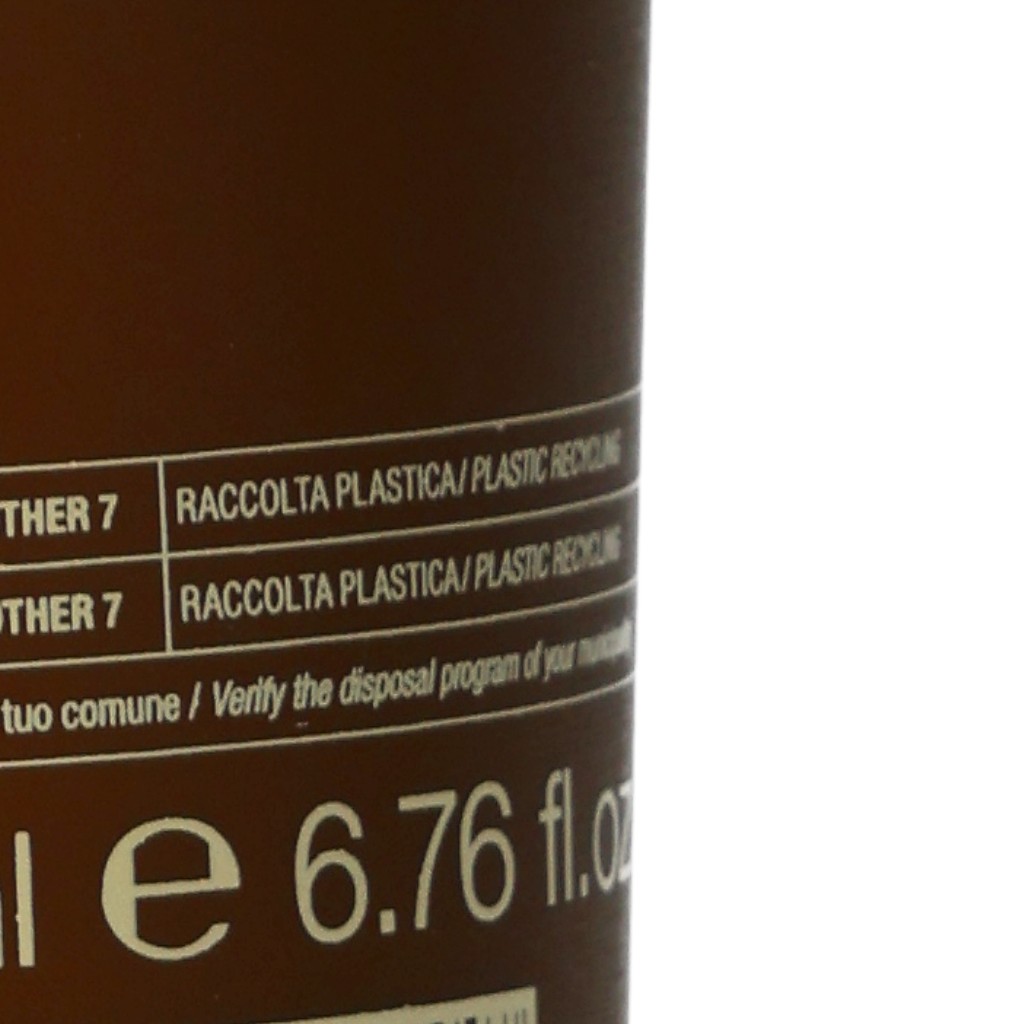 THER 7 RACCOLTA PLASTICA / PLASTIC RECYCLING
OTHER 7 RACCOLTA PLASTICA / PLASTIC RECYCLING
tuo comune / Verify the disposal program of your municipality
l e 6.76 fl.oz